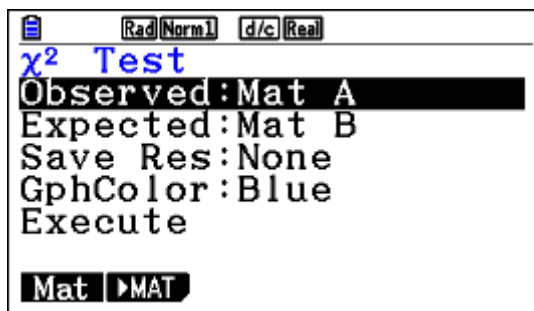 Rad Norm1 d/c Real
χ² Test
Observed:Mat A
Expected:Mat B
Save Res:None
GphColor:Blue
Execute
Mat ▶MAT